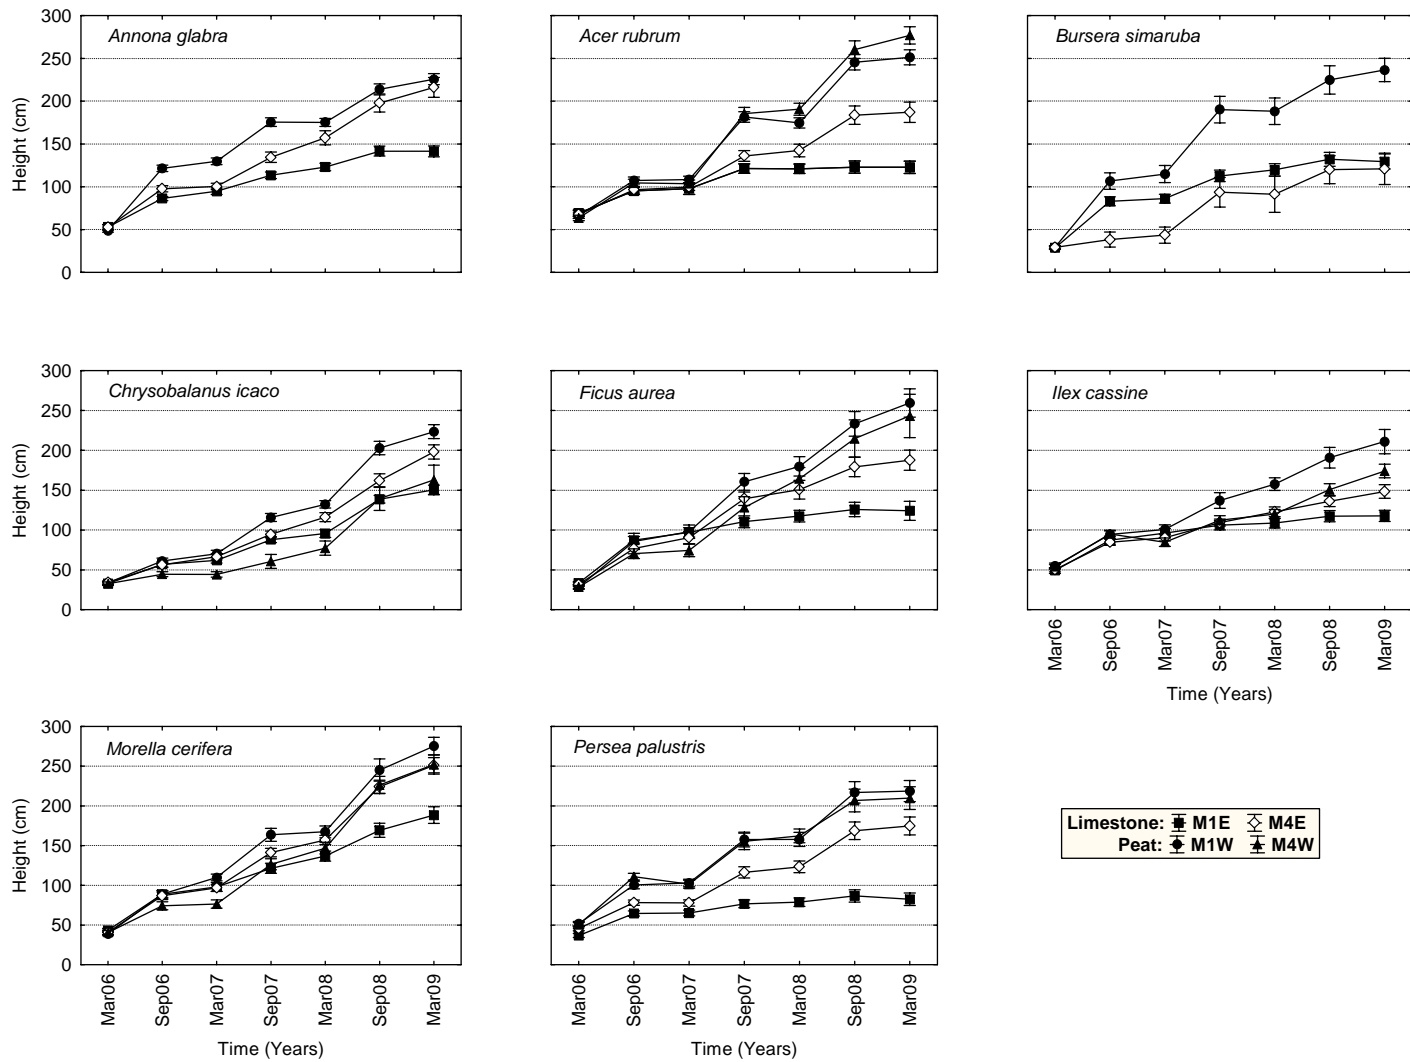 Annona glabra
Acer rubrum
Bursera simaruba
Height (cm)
300
250
200
150
100
50
0
Chrysobalanus icaco
Ficus aurea
Ilex cassine
Height (cm)
300
250
200
150
100
50
0
Mar06
Sep06
Mar07
Sep07
Mar08
Sep08
Mar09
Time (Years)
Morella cerifera
Persea palustris
Height (cm)
300
250
200
150
100
50
0
Mar06
Sep06
Mar07
Sep07
Mar08
Sep08
Mar09
Time (Years)
Mar06
Sep06
Mar07
Sep07
Mar08
Sep08
Mar09
Time (Years)
Limestone: M1E M4E
Peat: M1W M4W